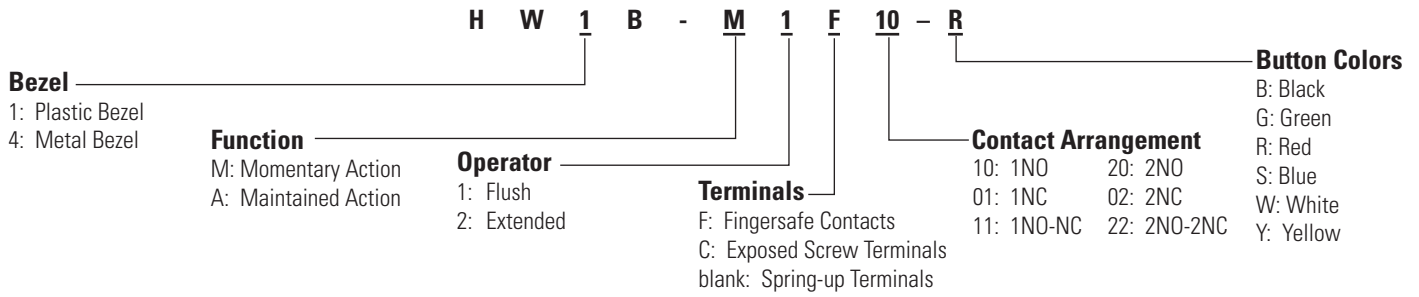 H W 1 B - M 1 F 10 – R
Bezel
1: Plastic Bezel
4: Metal Bezel
Function
M: Momentary Action
A: Maintained Action
Operator
1: Flush
2: Extended
Terminals
F: Fingersafe Contacts
C: Exposed Screw Terminals
blank: Spring-up Terminals
Contact Arrangement
10: 1NO 20: 2NO
01: 1NC 02: 2NC
11: 1NO-NC 22: 2NO-2NC
Button Colors
B: Black
G: Green
R: Red
S: Blue
W: White
Y: Yellow